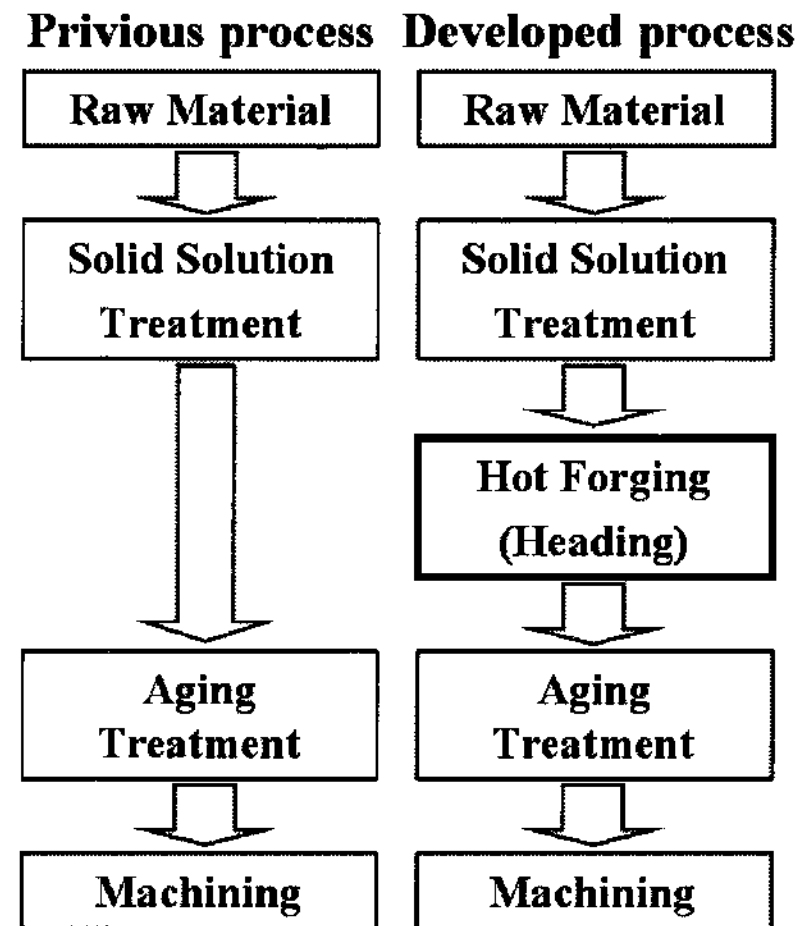 Privious process
Raw Material
Solid Solution
Treatment
Aging
Treatment
Machining
Developed process
Raw Material
Solid Solution
Treatment
Hot Forging
(Heading)
Aging
Treatment
Machining